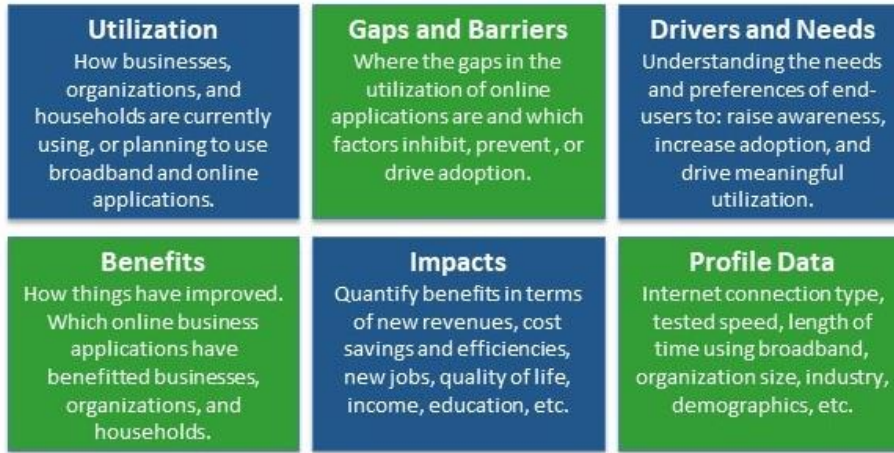 Utilization
How businesses,
organizations, and
households are currently
using, or planning to use
broadband and online
applications.
Gaps and Barriers
Where the gaps in the
utilization of online
applications are and which
factors inhibit, prevent , or
drive adoption.
Drivers and Needs
Understanding the needs
and preferences of end-
users to: raise awareness,
increase adoption, and
drive meaningful
utilization.
Benefits
How things have improved.
Which online business
applications have
benefitted businesses,
organizations, and
households.
Impacts
Quantify benefits in terms
of new revenues, cost
savings and efficiencies,
new jobs, quality of life,
income, education, etc.
Profile Data
Internet connection type,
tested speed, length of
time using broadband,
organization size, industry,
demographics, etc.